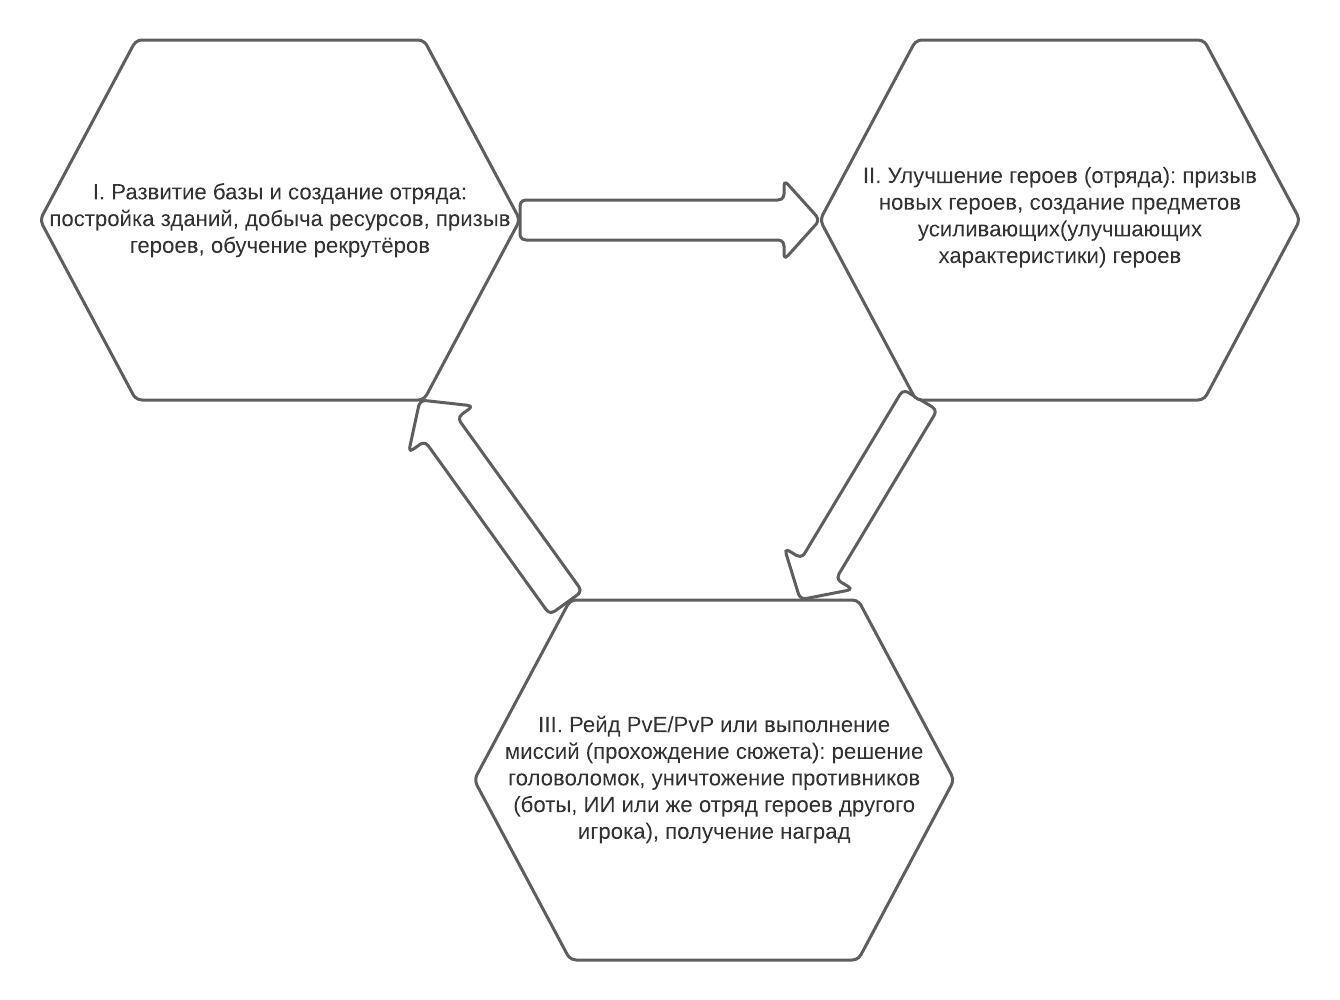 I. Развитие базы и создание отряда:
постройка зданий, добыча ресурсов, призыв
героев, обучение рекрутёров
II. Улучшение героев (отряда): призыв
новых героев, создание предметов
усиливающих(улучшающих
характеристики) героев
III. Рейд PvE/PvP или выполнение
миссий (прохождение сюжета): решение
головоломок, уничтожение противников
(боты, ИИ или же отряд героев другого
игрока), получение наград